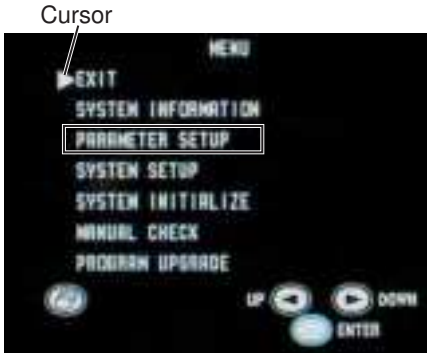 Cursor
MENU
EXIT
SYSTEM INFORMATION
PARAMETER SETUP
SYSTEM SETUP
SYSTEM INITIALIZE
MANUAL CHECK
PROGRAM UPGRADE
UP DOWN
ENTER